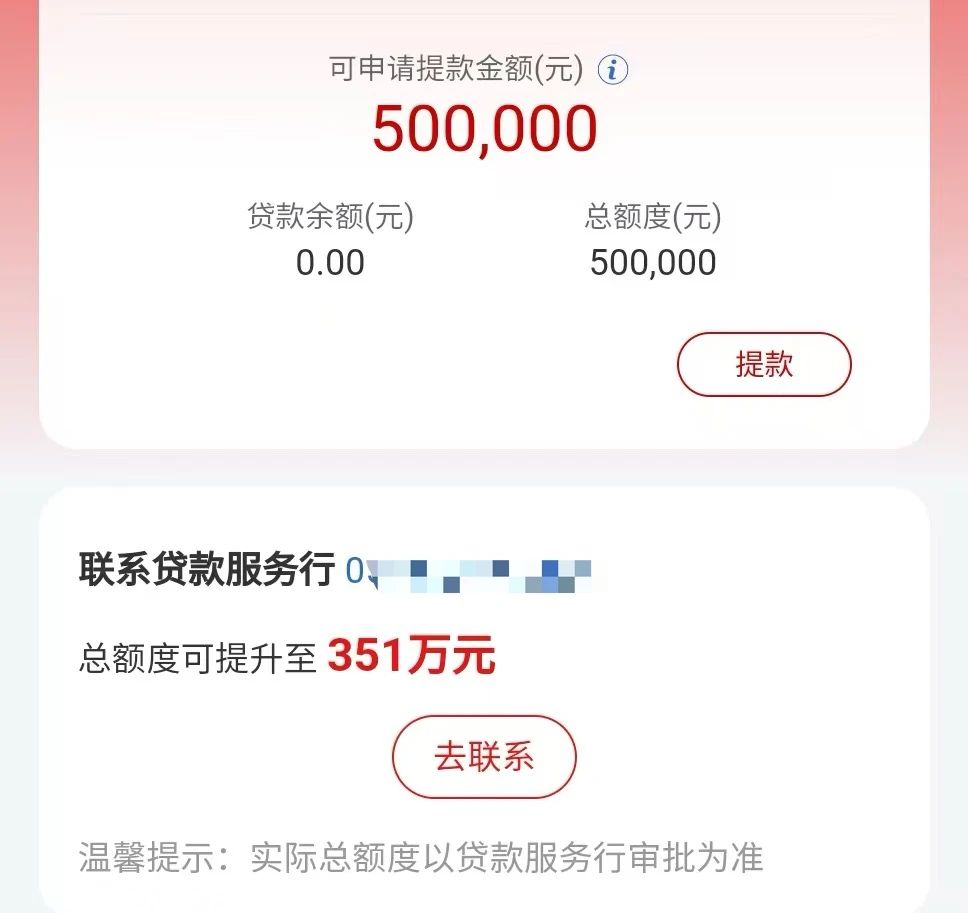 可申请提款金额(元)
500,000
贷款余额(元) 总额度(元)
0.00 500,000
提款
联系贷款服务行 0
总额度可提升至 351万元
去联系
温馨提示：实际总额度以贷款服务行审批为准